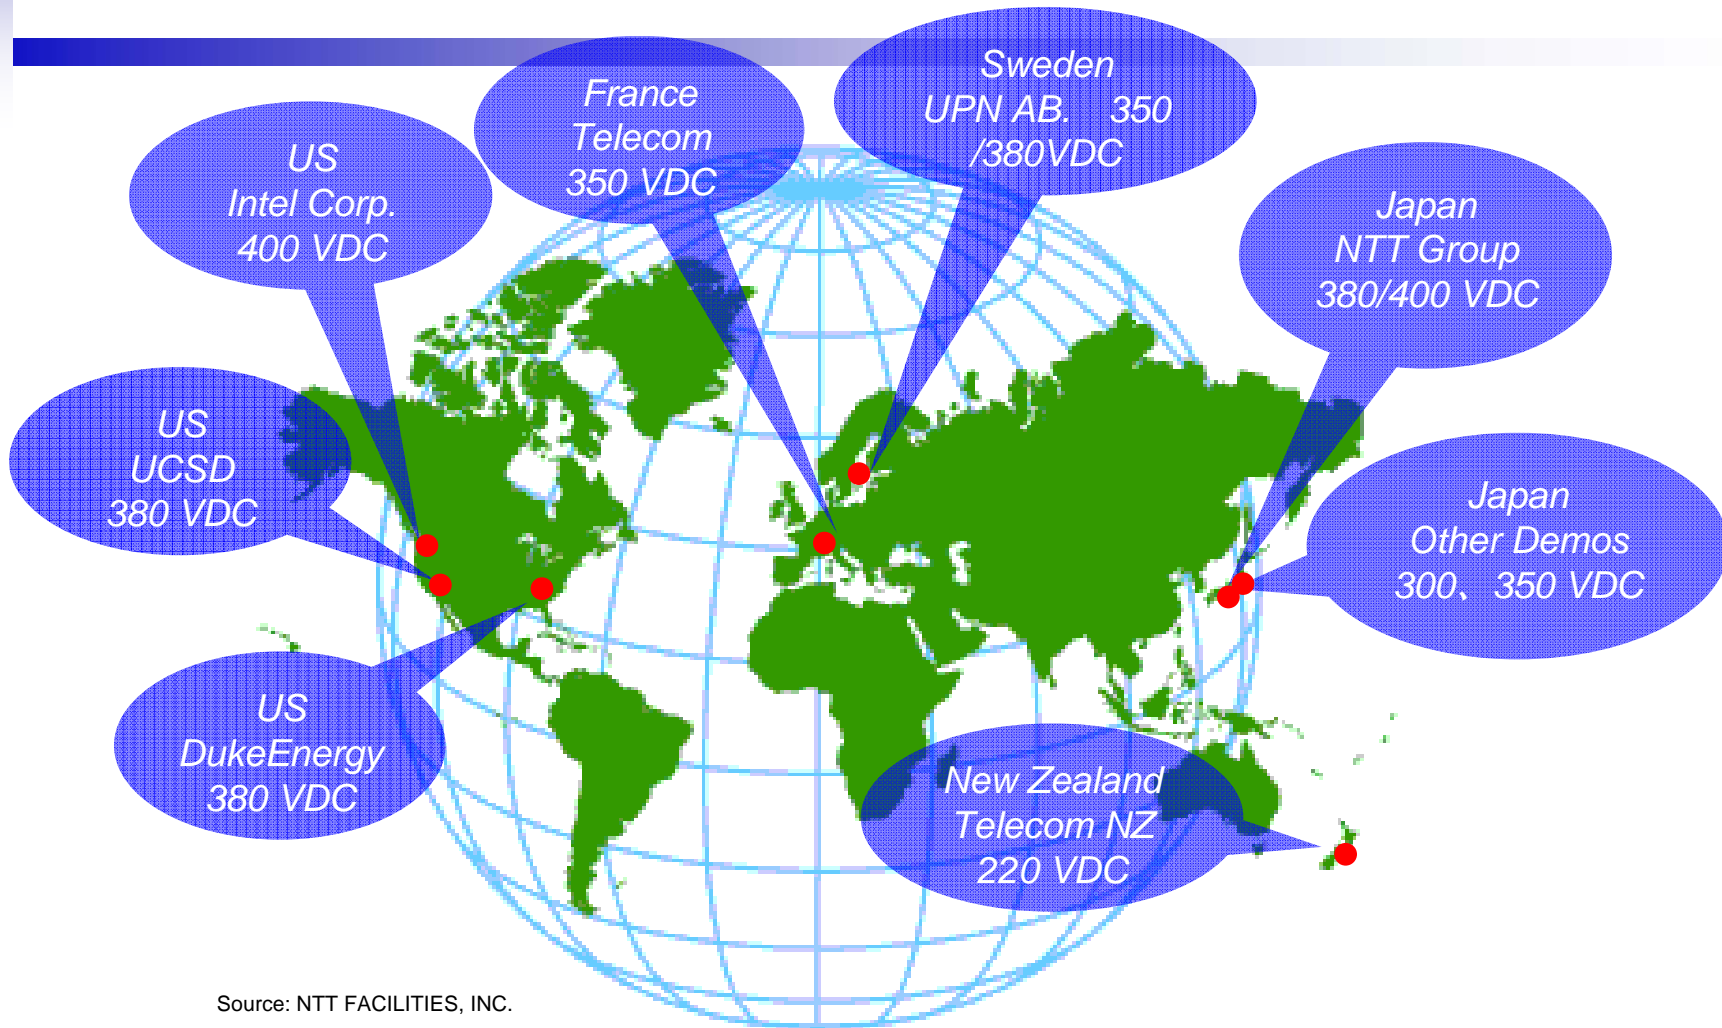 France
Telecom
350 VDC
Sweden
UPN AB.    350
/380VDC
US
Intel Corp.
400 VDC
Japan
NTT Group
380/400 VDC
US
UCSD
380 VDC
Japan
Other Demos
300、350 VDC
US
DukeEnergy
380 VDC
New Zealand
Telecom NZ
220 VDC
Source: NTT FACILITIES, INC.